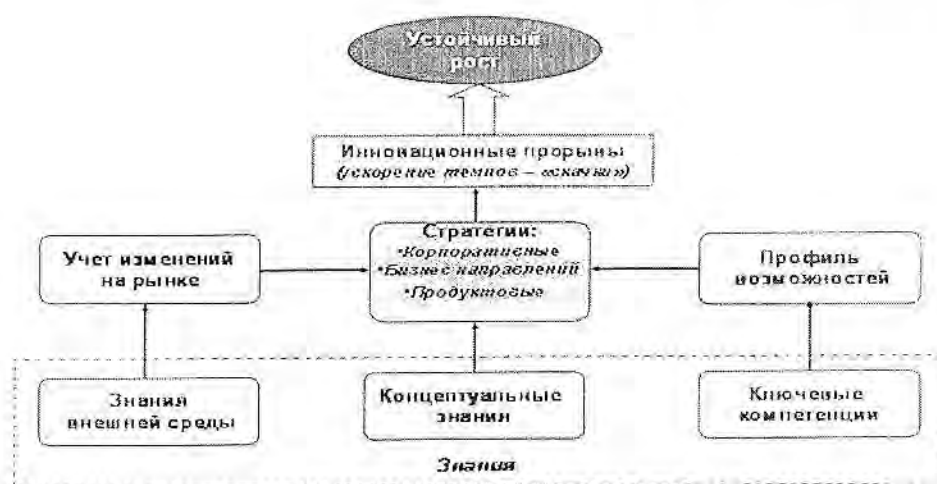 Устойчивый
рост
Инновационные прорывы
(ускорение темпов – «скачки»)
Стратегии:
•Корпоративные
•Бизнес направлений
•Продуктовые
Учет изменений
на рынке
Профиль
возможностей
Знания
внешней среды
Концептуальные
знания
Ключевые
компетенции
Знания